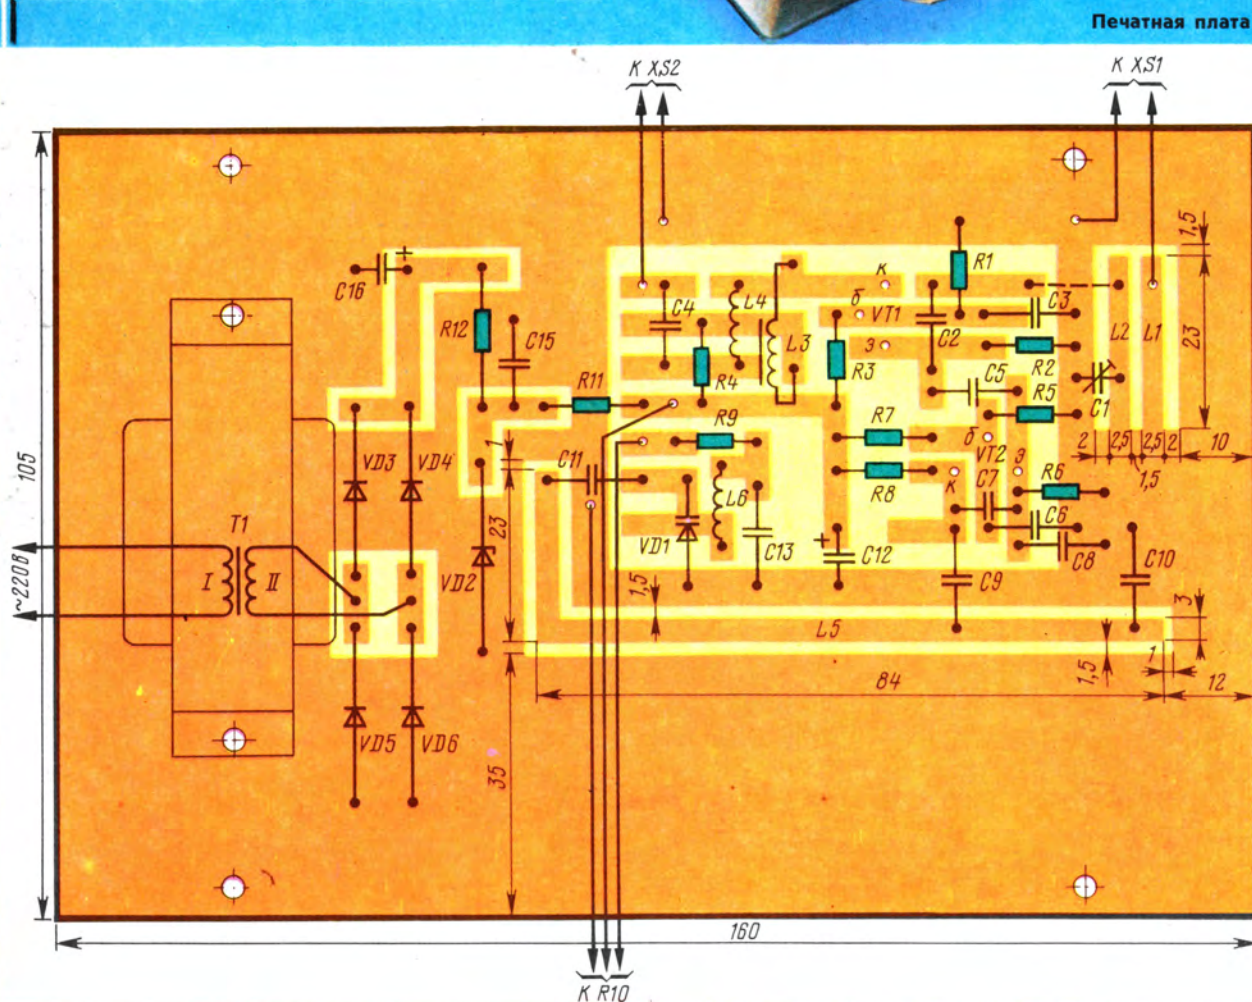 Печатная плата
К XS2
К XS1
C16
+
R12
C15
R11
C4
R4
L4
L3
к
б
VT1
э
R3
C2
R1
C3
R2
C5
R5
C1
L2
L1
1,5
23
2
2,5
1,5
2,5
2
10
105
VD3
VD4
1
C11
23
R9
R7
R8
б
VT2
э
к
C7
R6
C6
C8
VD1
L6
C13
+
C12
C9
C10
T1
I
II
~220В
VD2
1,5
L5
3
1
1,5
84
12
VD5
VD6
35
160
К R10